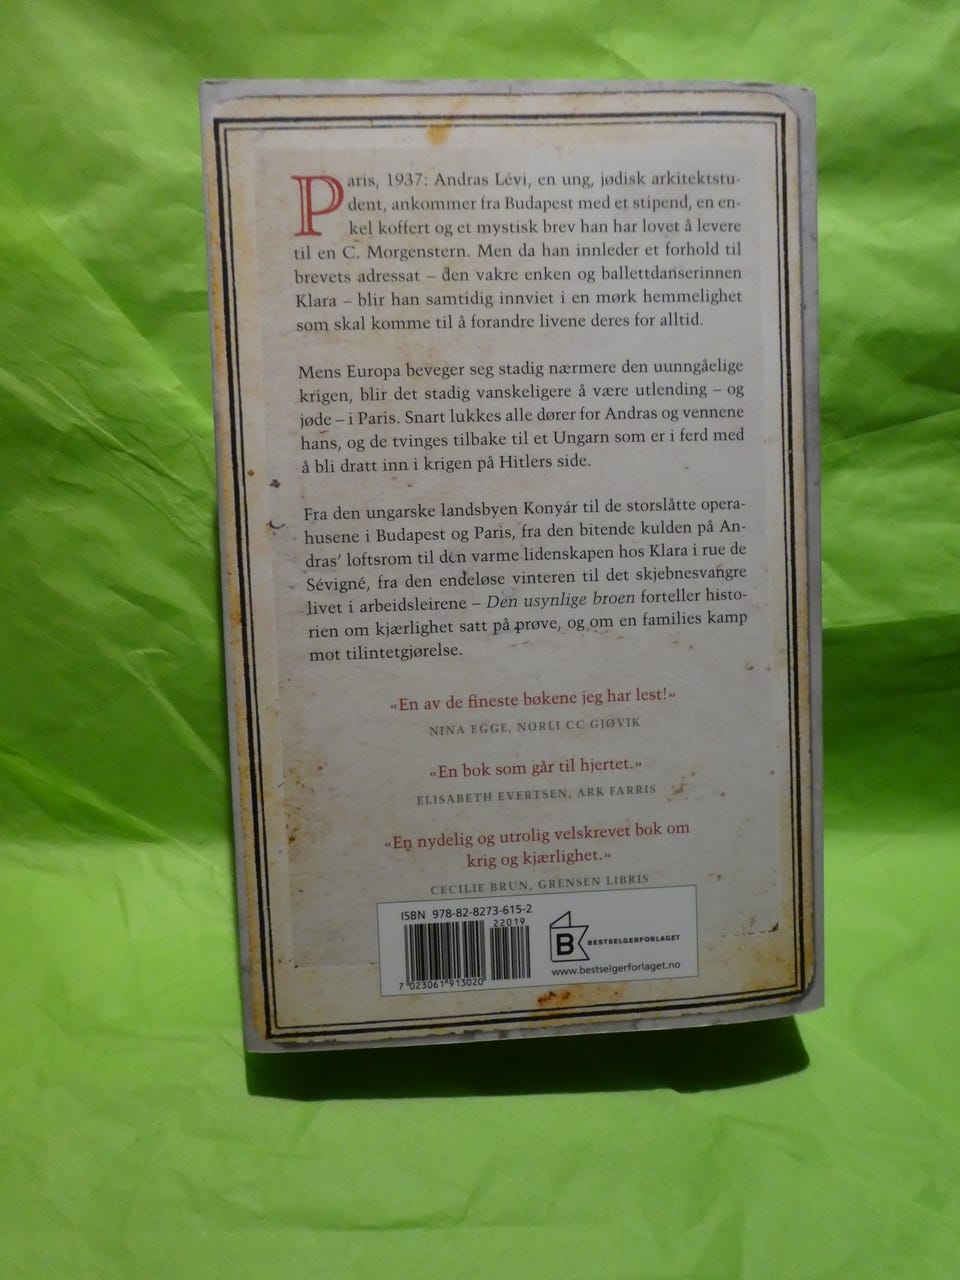 Paris, 1937: Andras Lévi, en ung, jødisk arkitektstu-
dent, ankommer fra Budapest med et stipend, en en-
kel koffert og et mystisk brev han har lovet å levere
til en C. Morgenstern. Men da han innleder et forhold til
brevets adressat – den vakre enken og ballettdanserinnen
Klara – blir han samtidig innviet i en mørk hemmelighet
som skal komme til å forandre livene deres for alltid.
Mens Europa beveger seg stadig nærmere den uunngåelige
krigen, blir det stadig vanskeligere å være utlending – og
jøde – i Paris. Snart lukkes alle dører for Andras og vennene
hans, og de tvinges tilbake til et Ungarn som er i ferd med
å bli dratt inn i krigen på Hitlers side.
Fra den ungarske landsbyen Konyár til de storslåtte opera-
husene i Budapest og Paris, fra den bitende kulden på An-
dras' loftsrom til den varme lidenskapen hos Klara i rue de
Sévigné, fra den endeløse vinteren til det skjebnesvangre
livet i arbeidsleirene – Den usynlige broen forteller histo-
rien om kjærlighet satt på prøve, og om en families kamp
mot tilintetgjørelse.
«En av de fineste bøkene jeg har lest!»
NINA EGGE, NORLI CC GJØVIK
«En bok som går til hjertet.»
ELISABETH EVERTSEN, ARK FARRIS
«En nydelig og utrolig velskrevet bok om
krig og kjærlighet.»
CECILIE BRUN, GRENSEN LIBRIS
ISBN 978-82-8273-615-2
22019
7 023061 913020
B BESTSELGERFORLAGET
www.bestselgerforlaget.no